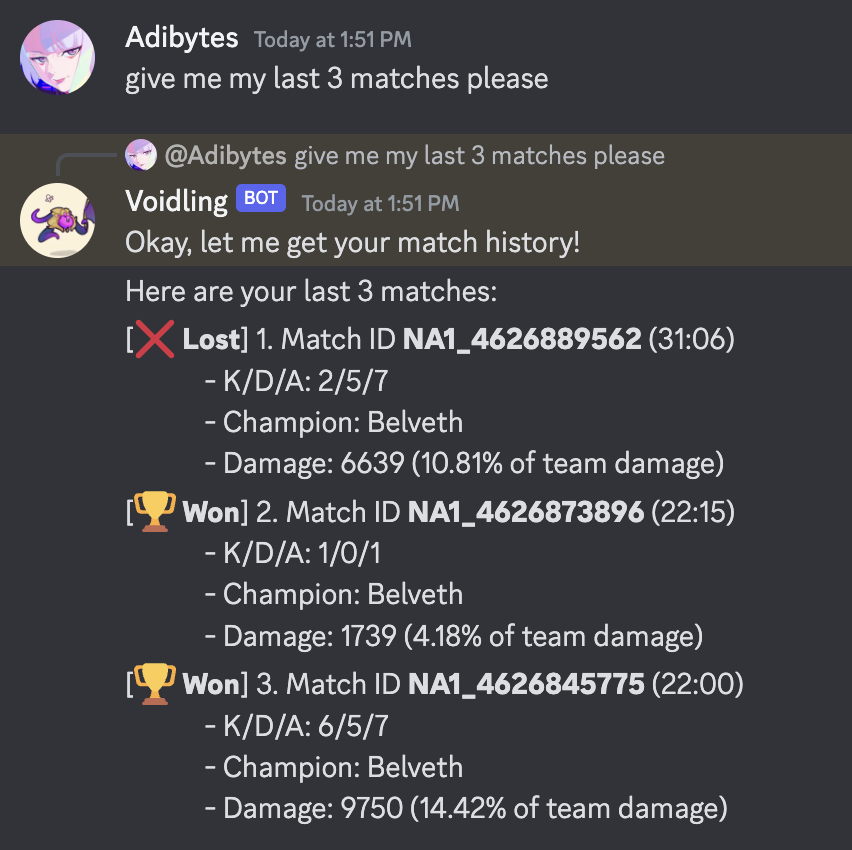 Adibytes Today at 1:51 PM
give me my last 3 matches please
@Adibytes give me my last 3 matches please
Voidling BOT Today at 1:51 PM
Okay, let me get your match history!
Here are your last 3 matches:
[❌ Lost] 1. Match ID NA1_4626889562 (31:06)
- K/D/A: 2/5/7
- Champion: Belveth
- Damage: 6639 (10.81% of team damage)
[🏆 Won] 2. Match ID NA1_4626873896 (22:15)
- K/D/A: 1/0/1
- Champion: Belveth
- Damage: 1739 (4.18% of team damage)
[🏆 Won] 3. Match ID NA1_4626845775 (22:00)
- K/D/A: 6/5/7
- Champion: Belveth
- Damage: 9750 (14.42% of team damage)